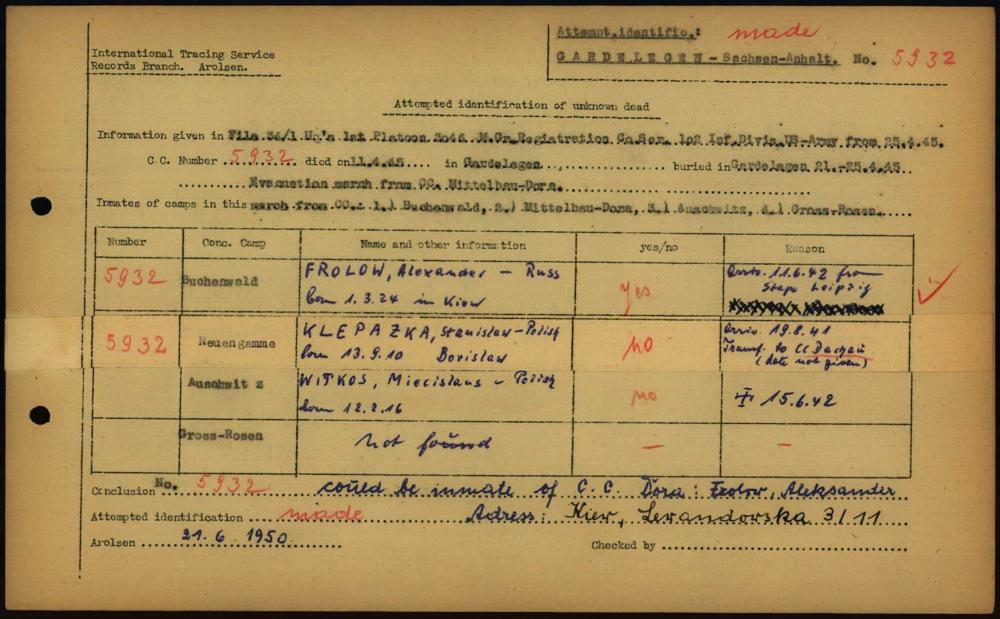 International Tracing Service
Records Branch. Arolsen.
Attempt.identific.: made
GARDELEGEN - Sachsen-Anhalt. No. 5932
Attempted identification of unknown dead
Information given in File 34/1 Un's 1st Platoon 3046 M.Gr.Registration Co.Ser. 102 Inf.Divis.US-Army from 25.4.45.
C.C. Number 5932 died on 11.4.45 in Gardelegen buried in Gardelegen 21.-25.4.45
Evacuation march from CC. Mittelbau-Dora.
Inmates of camps in this march from CC.: 1.) Buchenwald, 2.) Mittelbau-Dora, 3.) Auschwitz, 4.) Gross-Rosen.
Number Conc. Camp Name and other information yes/no Reason
5932 Buchenwald FROLOW, Alexander - Russ yes Arriv. 11.6.42 from
born 1.3.24 in Kiew Stapo Leipzig
5932 Neuengamme KLEPAZKA, Stanislaw - Polish no Arriv. 19.8.41
born 13.9.10 Borislaw Transf. to CC Dachau
(date not given)
Auschwitz WITKOS, Miecislaus - Polish no 15.6.42
born 12.2.16
Gross-Rosen not found - -
Conclusion No. 5932 could be inmate of C.C. Dora: Frolow, Aleksander
Attempted identification made Adress: Kiew, Lewandowska 3/11
Arolsen 21.6.1950 Checked by